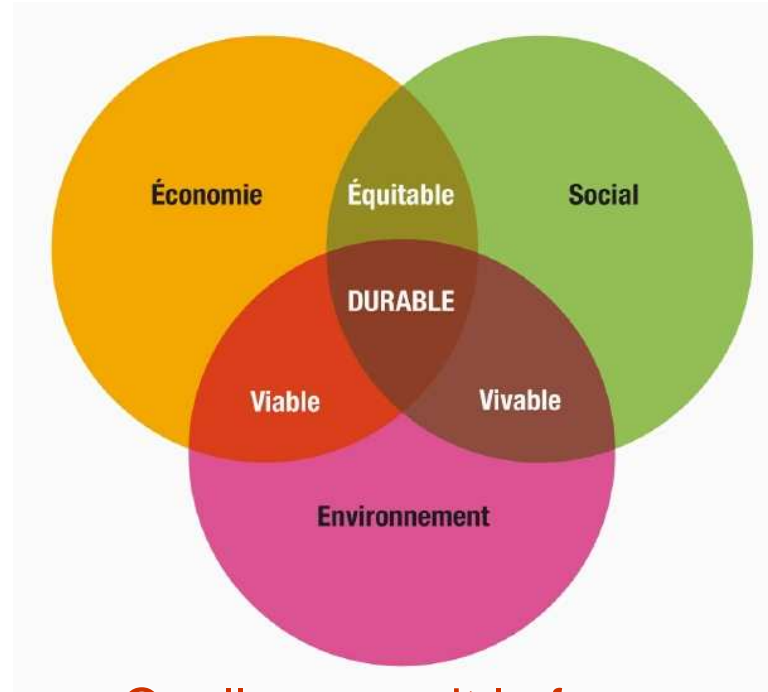 Économie
Équitable
Social
DURABLE
Viable
Vivable
Environnement